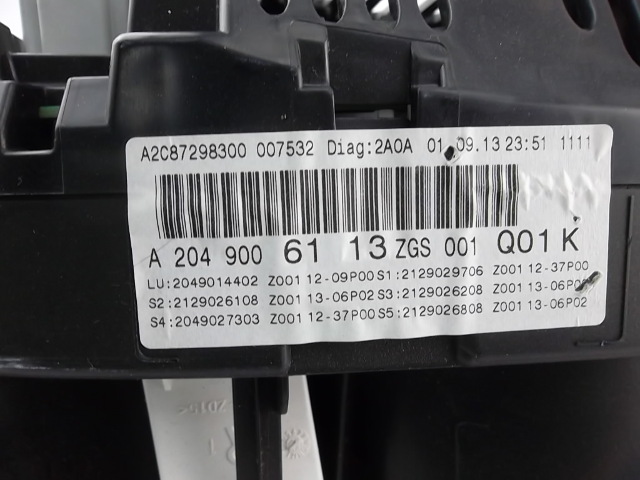 A2C87298300 007532 Diag:2A0A 01.09.13 23:51 1111
A 204 900 61 13 ZGS 001 Q01 K
LU:2049014402 Z001 12-09P00 S1:2129029706 Z001 12-37P00
S2:2129026108 Z001 13-06P02 S3:2129026208 Z001 13-06P02
S4:2049027303 Z001 12-37P00 S5:2129026808 Z001 13-06P02